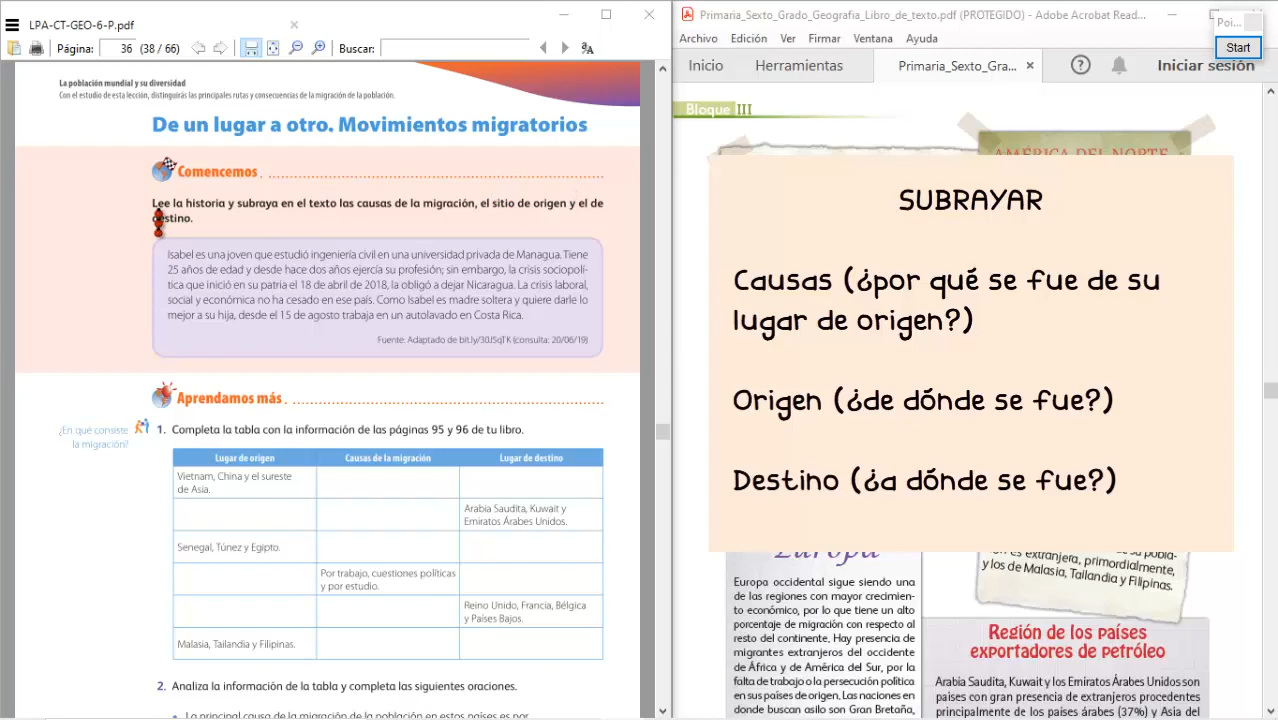 LPA-CT-GEO-6-P.pdf
Página: 36 (38 / 66) Buscar:
La población mundial y su diversidad
Con el estudio de esta lección, distinguirás las principales rutas y consecuencias de la migración de la población.
De un lugar a otro. Movimientos migratorios
Comencemos
Lee la historia y subraya en el texto las causas de la migración, el sitio de origen y el de
destino.
Isabel es una joven que estudió ingeniería civil en una universidad privada de Managua. Tiene
25 años de edad y desde hace dos años ejercía su profesión; sin embargo, la crisis sociopolí-
tica que inició en su patria el 18 de abril de 2018, la obligó a dejar Nicaragua. La crisis laboral,
social y económica no ha cesado en ese país. Como Isabel es madre soltera y quiere darle lo
mejor a su hija, desde el 15 de agosto trabaja en un autolavado en Costa Rica.
Fuente: Adaptado de bit.ly/30J5qTK (consulta: 20/06/19)
Aprendamos más
¿En qué consiste
la migración?
1. Completa la tabla con la información de las páginas 95 y 96 de tu libro.
Lugar de origen Causas de la migración Lugar de destino
Vietnam, China y el sureste
de Asia.
Arabia Saudita, Kuwait y
Emiratos Árabes Unidos.
Senegal, Túnez y Egipto.
Por trabajo, cuestiones políticas
y por estudio.
Reino Unido, Francia, Bélgica
y Países Bajos.
Malasia, Tailandia y Filipinas.
2. Analiza la información de la tabla y completa las siguientes oraciones.
• La principal causa de la migración de la población en estos países es por
Primaria_Sexto_Grado_Geografia_Libro_de_texto.pdf (PROTEGIDO) - Adobe Acrobat Read...
Poi...
Start
Archivo Edición Ver Firmar Ventana Ayuda
Inicio Herramientas Primaria_Sexto_Gra... Iniciar sesión
Bloque III
AMÉRICA DEL NORTE
SUBRAYAR
Causas (¿por qué se fue de su
lugar de origen?)
Origen (¿de dónde se fue?)
Destino (¿a dónde se fue?)
Europa
Europa occidental sigue siendo una
de las regiones con mayor crecimien-
to económico, por lo que tiene un alto
porcentaje de migración con respecto al
resto del continente. Hay presencia de
migrantes extranjeros del occidente
de África y de América del Sur, por la
falta de trabajo o la persecución política
en sus países de origen. Las naciones en
donde buscan asilo son Gran Bretaña,
ón es extranjera, primordialmente,
y los de Malasia, Tailandia y Filipinas.
Región de los países
exportadores de petróleo
Arabia Saudita, Kuwait y los Emiratos Árabes Unidos son
países con gran presencia de extranjeros procedentes
principalmente de los países árabes (37%) y Asia del